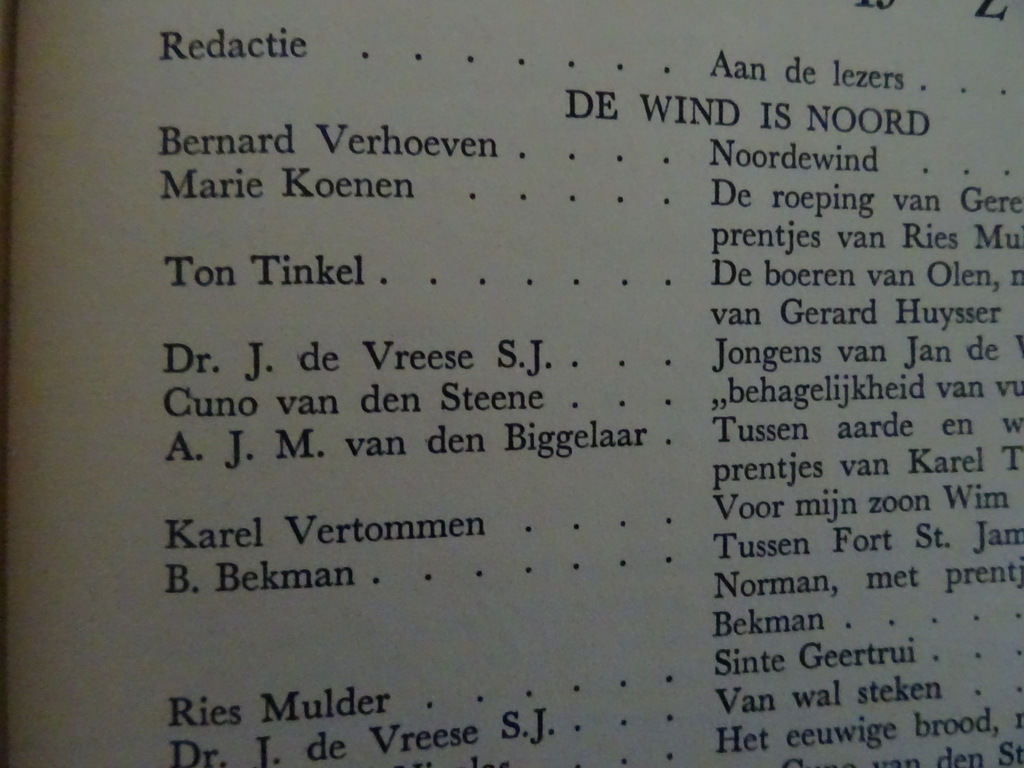 Redactie . . . . . . . Aan de lezers . . .
DE WIND IS NOORD
Bernard Verhoeven . . . . Noordewind . . .
Marie Koenen . . . . . De roeping van
prentjes van Ries
Ton Tinkel . . . . . . . De boeren van Olen,
van Gerard Huysser
Dr. J. de Vreese S.J. . . . Jongens van Jan de
Cuno van den Steene . . . „behagelijkheid van
A. J. M. van den Biggelaar . Tussen aarde en
prentjes van Karel
Karel Vertommen . . . . Voor mijn zoon Wim
B. Bekman . . . . . . . Tussen Fort St.
Norman, met
Bekman . . . . .
Ries Mulder . . . . . . Sinte Geertrui . . .
Dr. J. de Vreese S.J. . . . Van wal steken . .
Het eeuwige brood,
Cuno van den